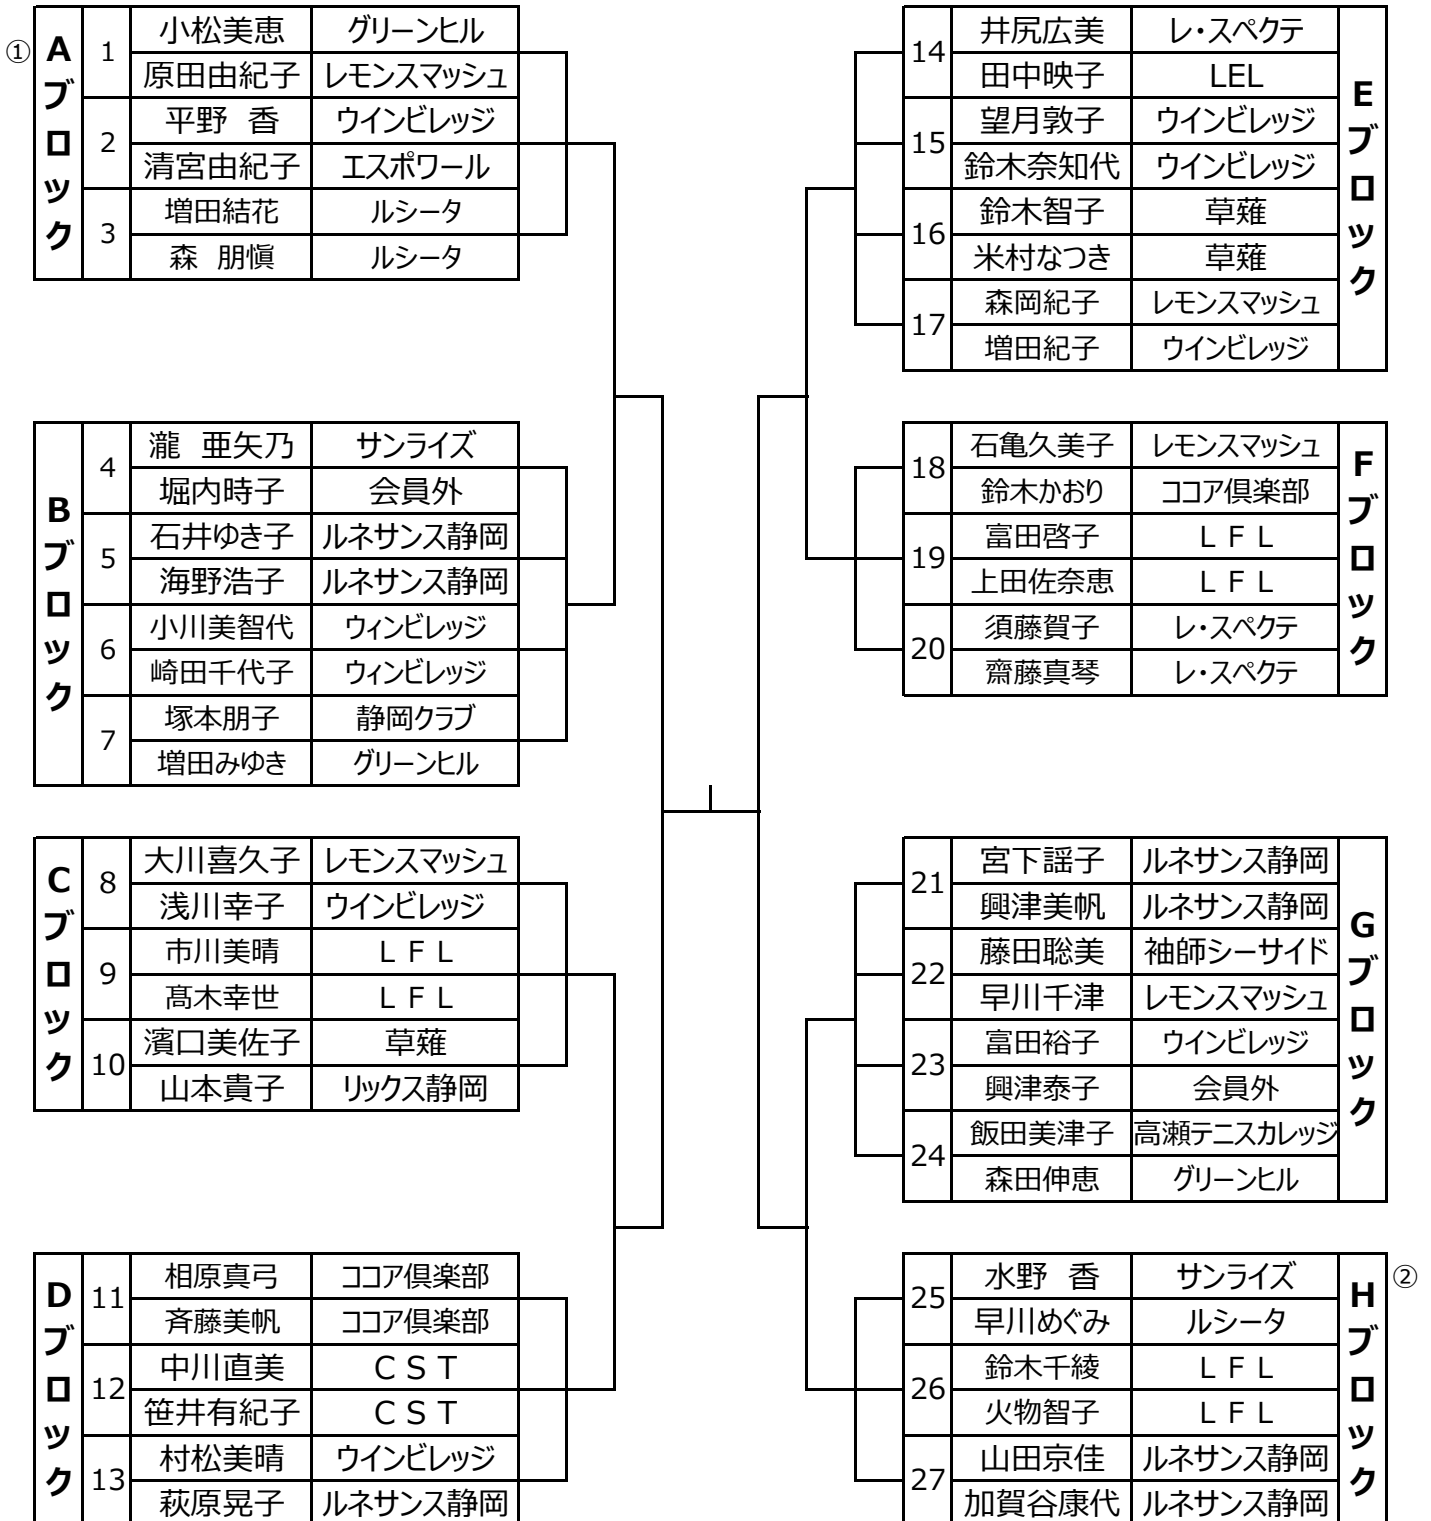 ①
Aブロック
1
小松美恵 グリーンヒル
原田由紀子 レモンスマッシュ
2
平野 香 ウインビレッジ
清宮由紀子 エスポワール
3
増田結花 ルシータ
森 朋愼 ルシータ
Bブロック
4
瀧 亜矢乃 サンライズ
堀内時子 会員外
5
石井ゆき子 ルネサンス静岡
海野浩子 ルネサンス静岡
6
小川美智代 ウィンビレッジ
崎田千代子 ウィンビレッジ
7
塚本朋子 静岡クラブ
増田みゆき グリーンヒル
Cブロック
8
大川喜久子 レモンスマッシュ
浅川幸子 ウインビレッジ
9
市川美晴 ＬＦＬ
髙木幸世 ＬＦＬ
10
濱口美佐子 草薙
山本貴子 リックス静岡
Dブロック
11
相原真弓 ココア倶楽部
斉藤美帆 ココア倶楽部
12
中川直美 ＣＳＴ
笹井有紀子 ＣＳＴ
13
村松美晴 ウインビレッジ
萩原晃子 ルネサンス静岡
Eブロック
14
井尻広美 レ・スペクテ
田中映子 LEL
15
望月敦子 ウインビレッジ
鈴木奈知代 ウインビレッジ
16
鈴木智子 草薙
米村なつき 草薙
17
森岡紀子 レモンスマッシュ
増田紀子 ウインビレッジ
Fブロック
18
石亀久美子 レモンスマッシュ
鈴木かおり ココア倶楽部
19
富田啓子 ＬＦＬ
上田佐奈恵 ＬＦＬ
20
須藤賀子 レ・スペクテ
齋藤真琴 レ・スペクテ
Gブロック
21
宮下謡子 ルネサンス静岡
興津美帆 ルネサンス静岡
22
藤田聡美 袖師シーサイド
早川千津 レモンスマッシュ
23
富田裕子 ウインビレッジ
興津泰子 会員外
24
飯田美津子 高瀬テニスカレッジ
森田伸恵 グリーンヒル
②
Hブロック
25
水野 香 サンライズ
早川めぐみ ルシータ
26
鈴木千綾 ＬＦＬ
火物智子 ＬＦＬ
27
山田京佳 ルネサンス静岡
加賀谷康代 ルネサンス静岡